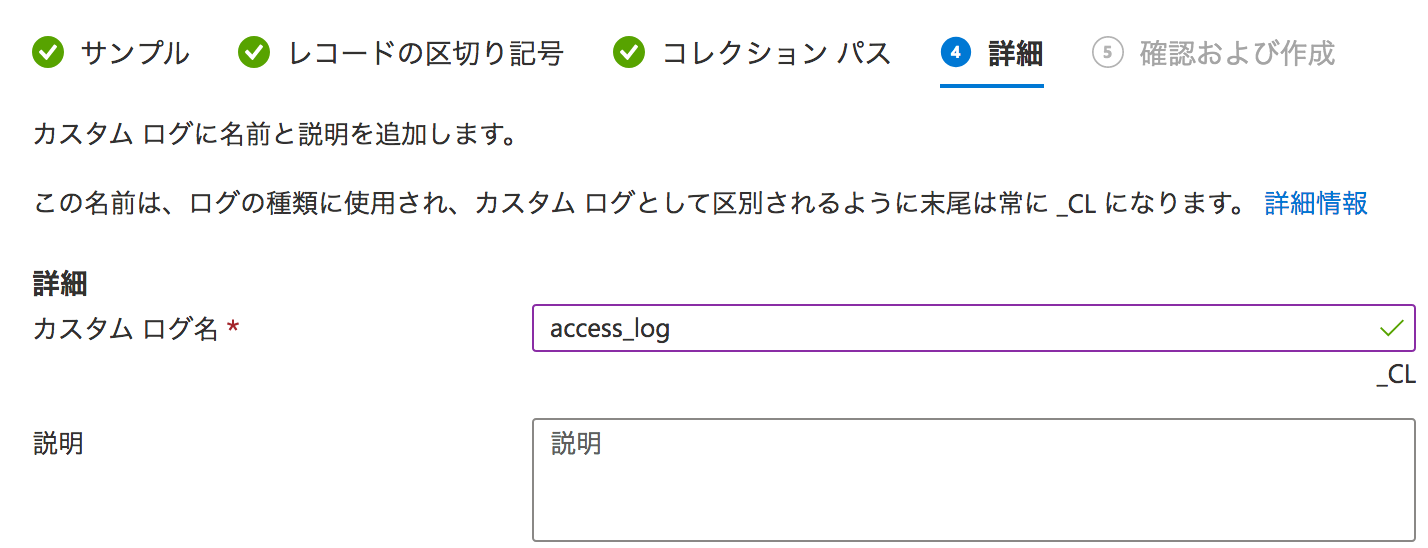 サンプル レコードの区切り記号 コレクション パス 4 詳細 5 確認および作成
カスタム ログに名前と説明を追加します。
この名前は、ログの種類に使用され、カスタム ログとして区別されるように末尾は常に _CL になります。 詳細情報
詳細
カスタム ログ名 * access_log
_CL
説明 説明